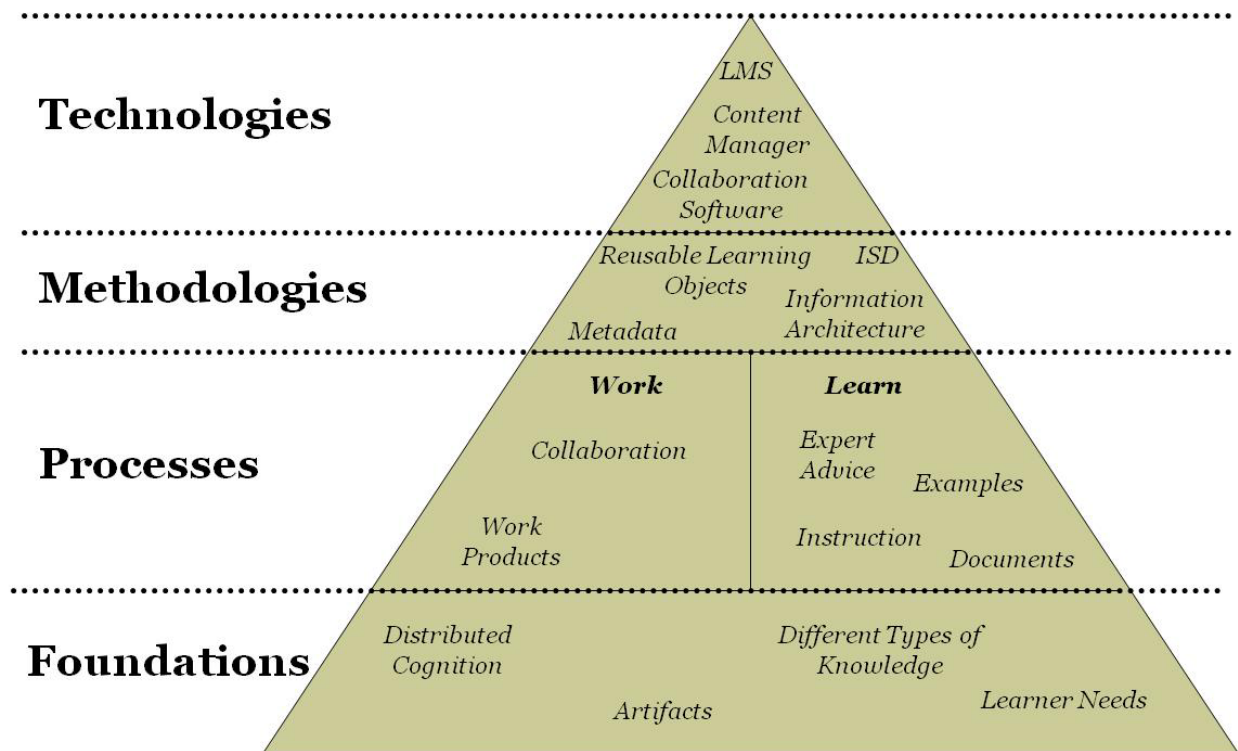 Technologies
LMS
Content
Manager
Collaboration
Software
Methodologies
Reusable Learning
Objects
ISD
Information
Architecture
Metadata
Processes
Work
Learn
Collaboration
Expert
Advice
Examples
Work
Products
Instruction
Documents
Foundations
Distributed
Cognition
Different Types of
Knowledge
Artifacts
Learner Needs